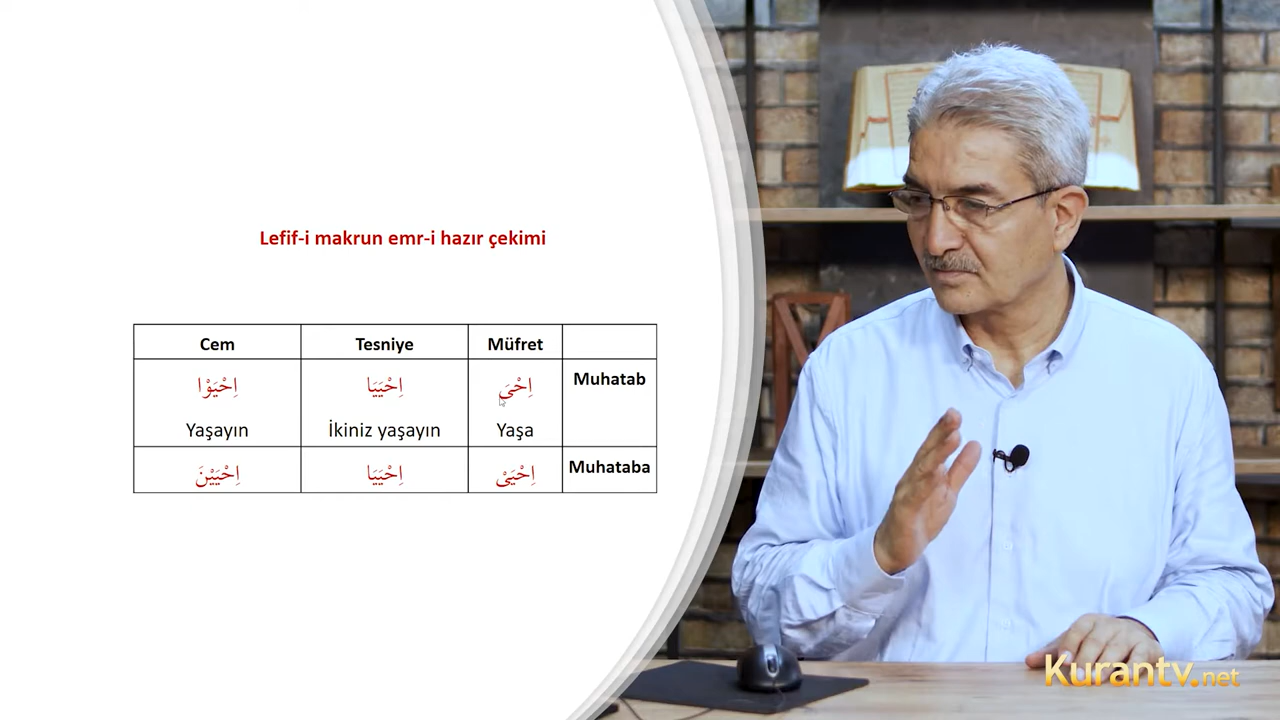 Lefif-i makrun emr-i hazır çekimi
Cem Tesniye Müfret
اِحْيَوْا اِحْيَيَا اِحْيَ Muhatab
Yaşayın İkiniz yaşayın Yaşa
اِحْيَيْنَ اِحْيَيَا اِحْيَيْ Muhataba
Kurantv.net